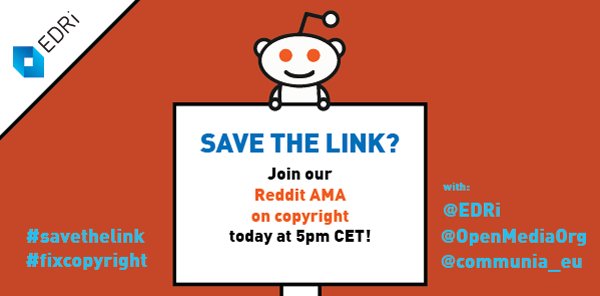 EDRi
SAVE THE LINK?
Join our
Reddit AMA
on copyright
today at 5pm CET!
#savethelink
#fixcopyright
with:
@EDRi
@OpenMediaOrg
@communia_eu